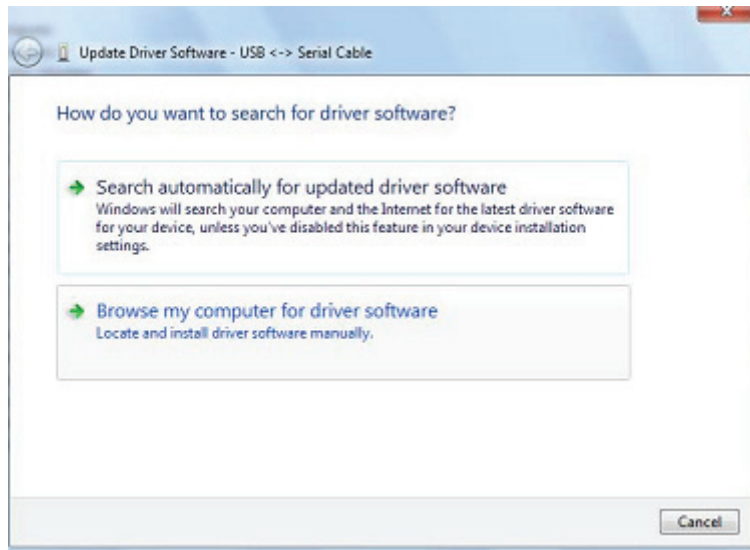 Update Driver Software - USB <-> Serial Cable
How do you want to search for driver software?
Search automatically for updated driver software
Windows will search your computer and the Internet for the latest driver software
for your device, unless you've disabled this feature in your device installation
settings.
Browse my computer for driver software
Locate and install driver software manually.
Cancel